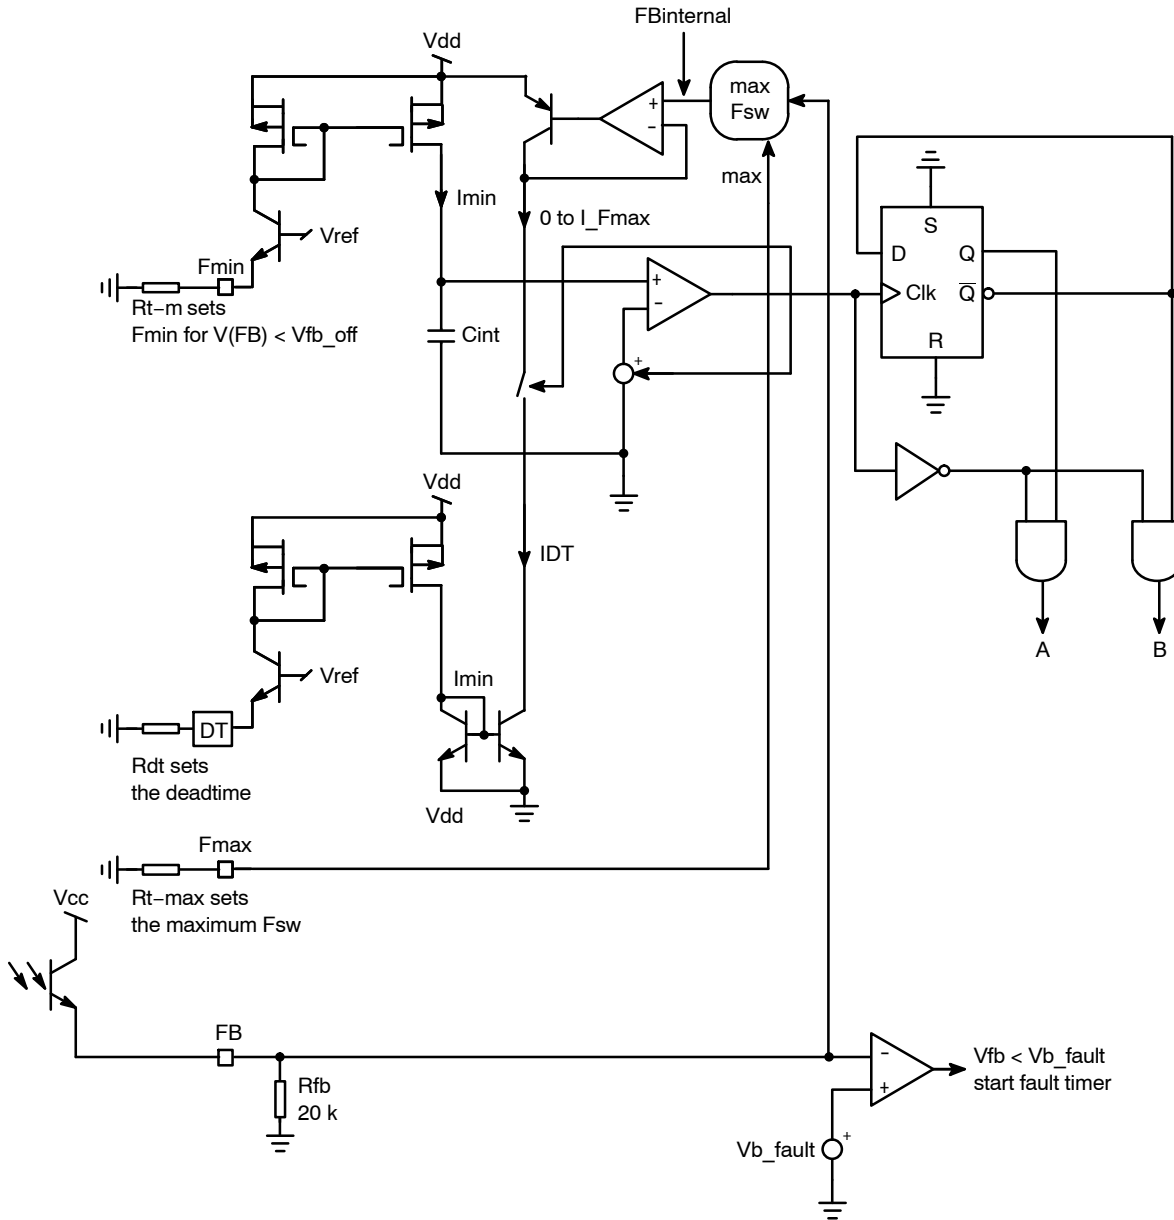 FBinternal
Vdd
max
Fsw
+
−
max
Imin
0 to I_Fmax
S
Vref
D
Q
Fmin
Clk
Q
+
−
Rt−m sets
Fmin for V(FB) < Vfb_off
Cint
R
+
Vdd
IDT
A
B
Vref
Imin
DT
Rdt sets
the deadtime
Vdd
Fmax
Rt−max sets
the maximum Fsw
Vcc
FB
−
+
Vfb < Vb_fault
start fault timer
Rfb
20 k
Vb_fault
+